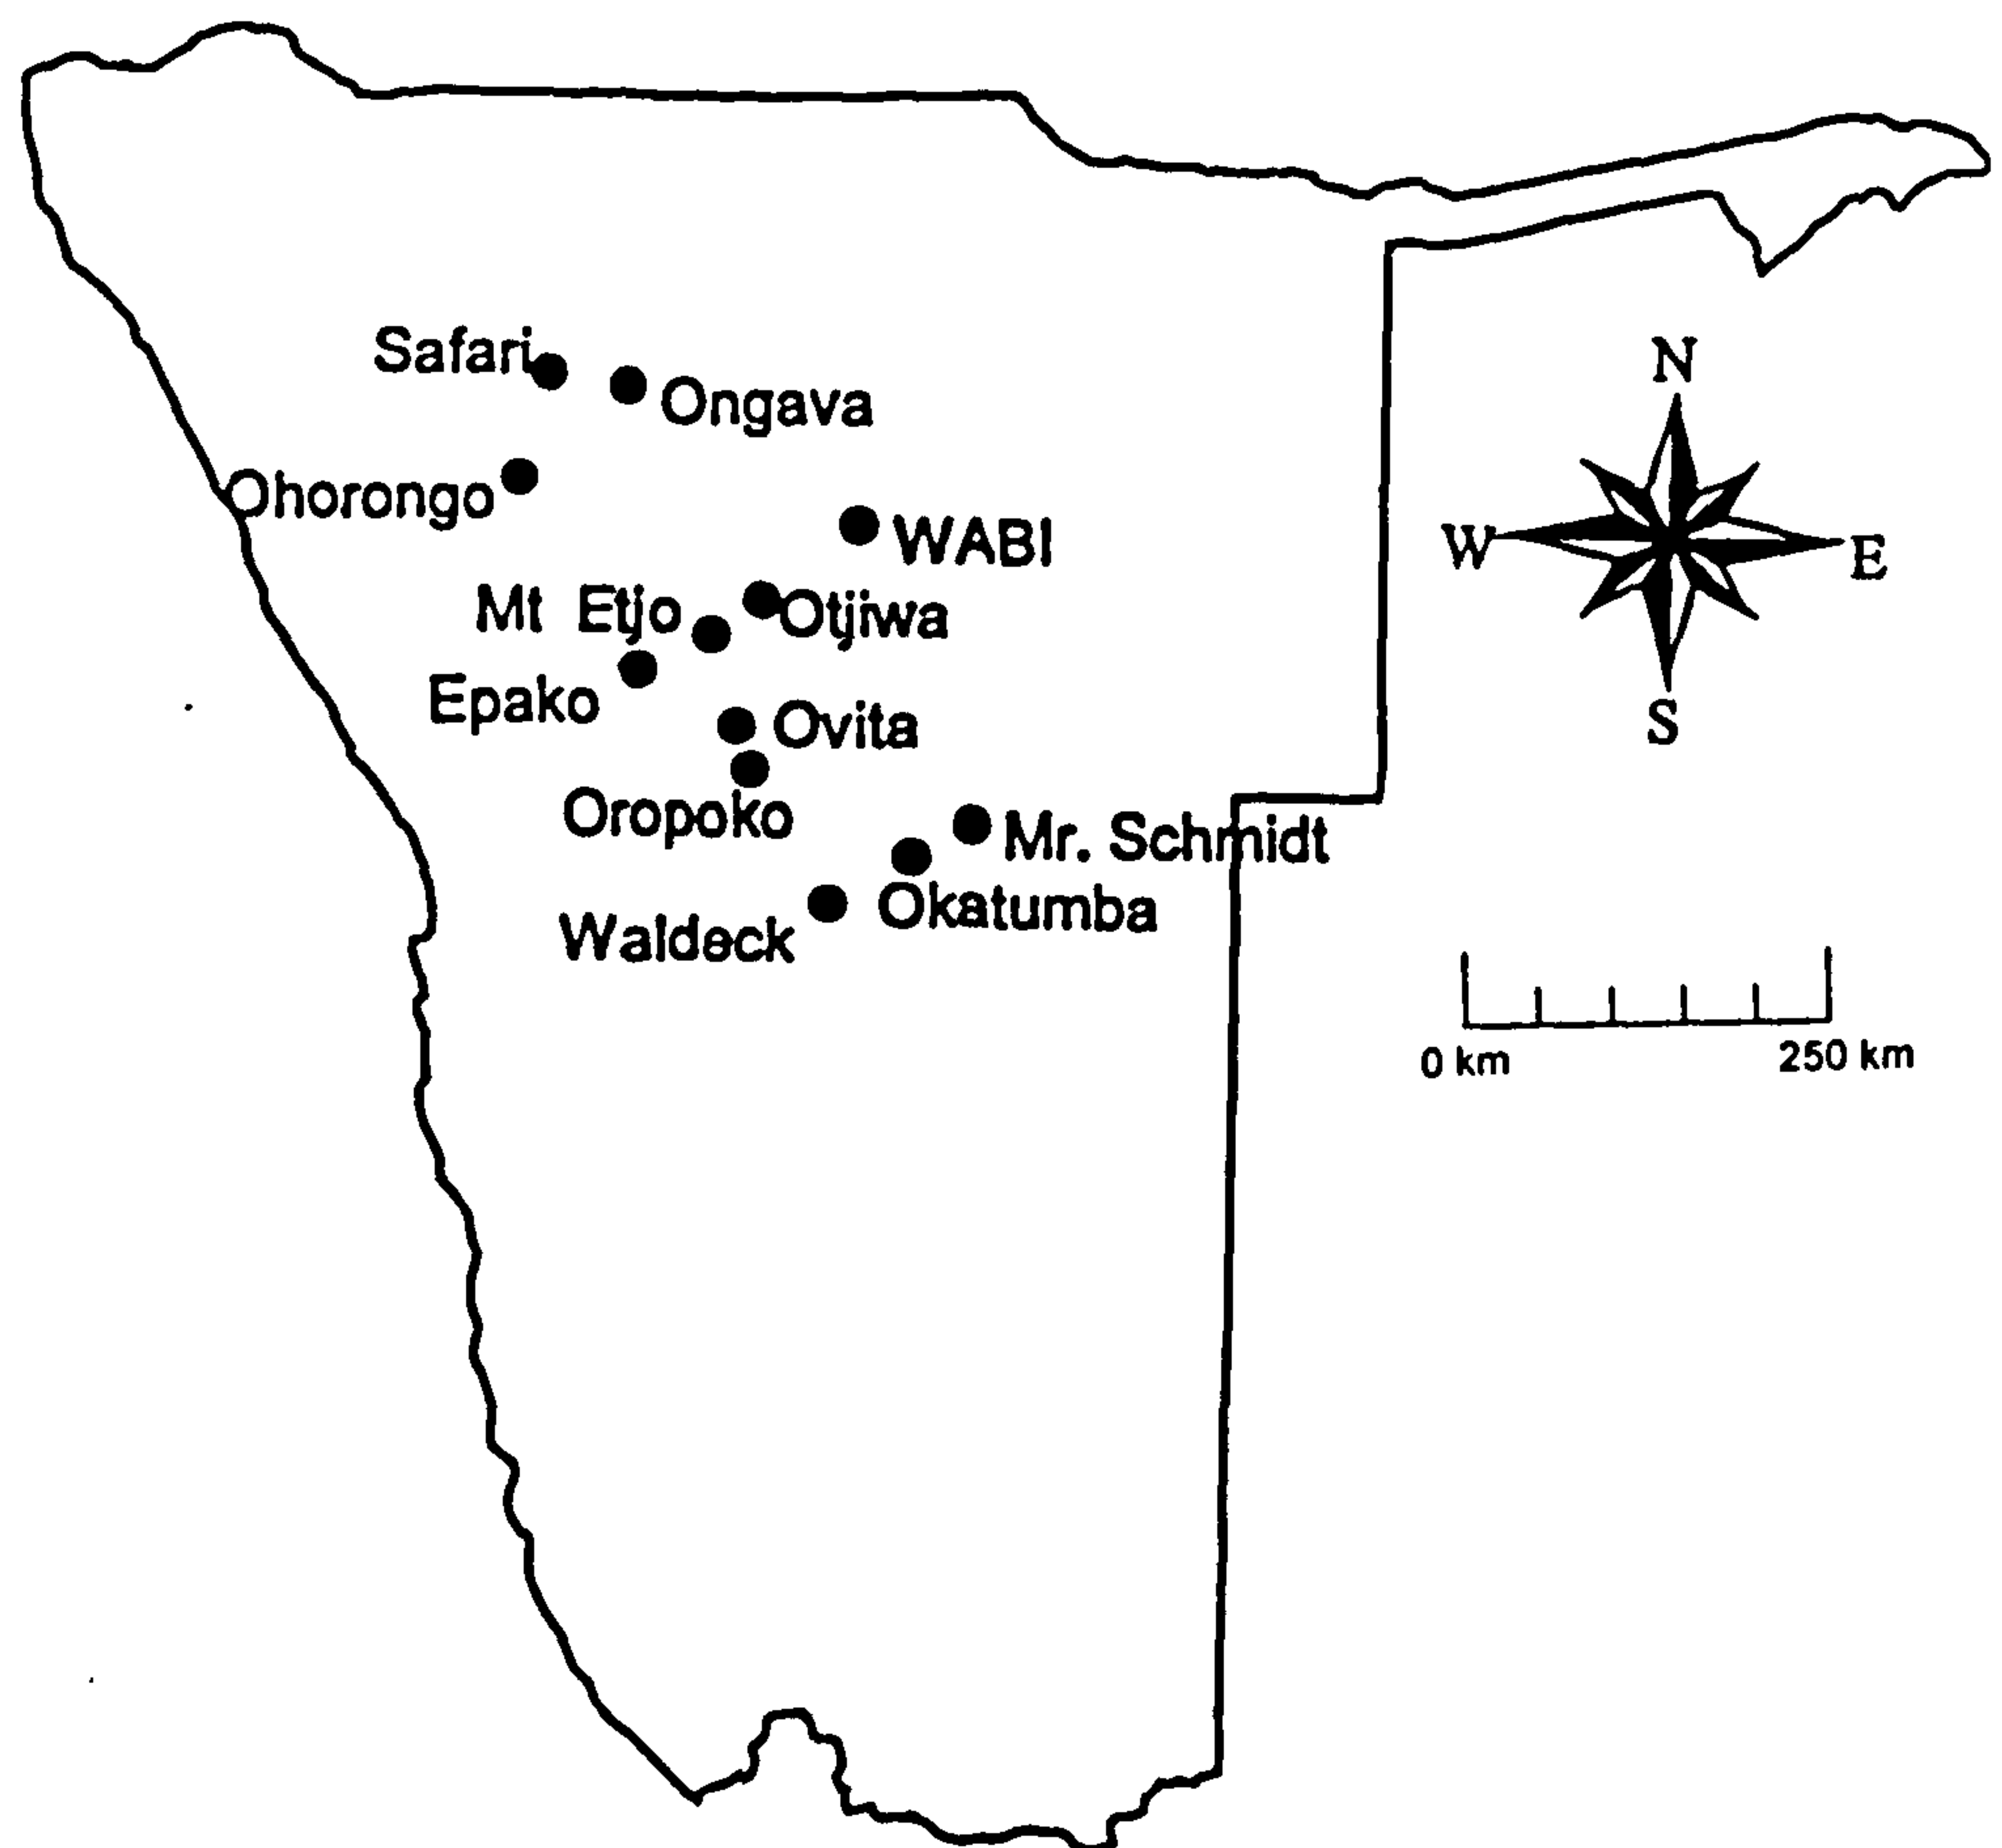 Safari
Ongava
N
Ohorongo
WABI
W
E
Mt Etjo
Otjiwa
Epako
Ovita
S
Oropoko
Mr. Schmidt
Okatumba
Waldeck
0 km
250 km